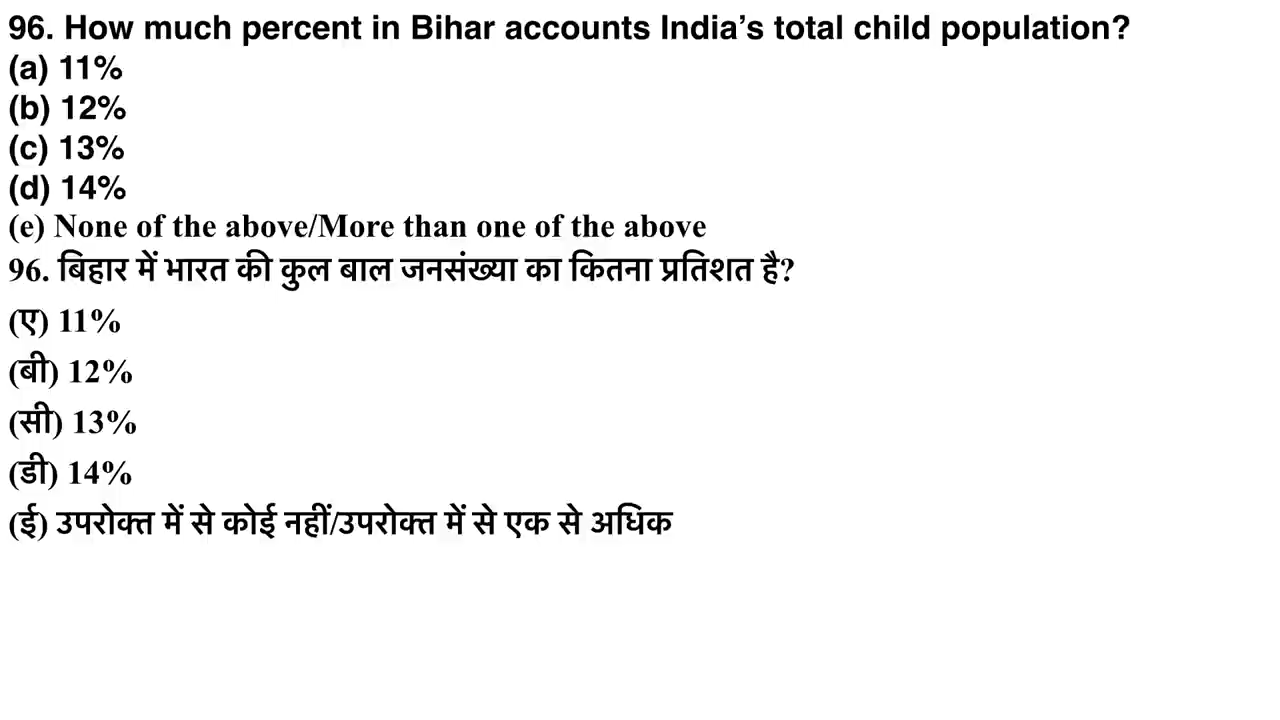 96. How much percent in Bihar accounts India’s total child population?
(a) 11%
(b) 12%
(c) 13%
(d) 14%
(e) None of the above/More than one of the above
96. बिहार में भारत की कुल बाल जनसंख्या का कितना प्रतिशत है?
(ए) 11%
(बी) 12%
(सी) 13%
(डी) 14%
(ई) उपरोक्त में से कोई नहीं/उपरोक्त में से एक से अधिक